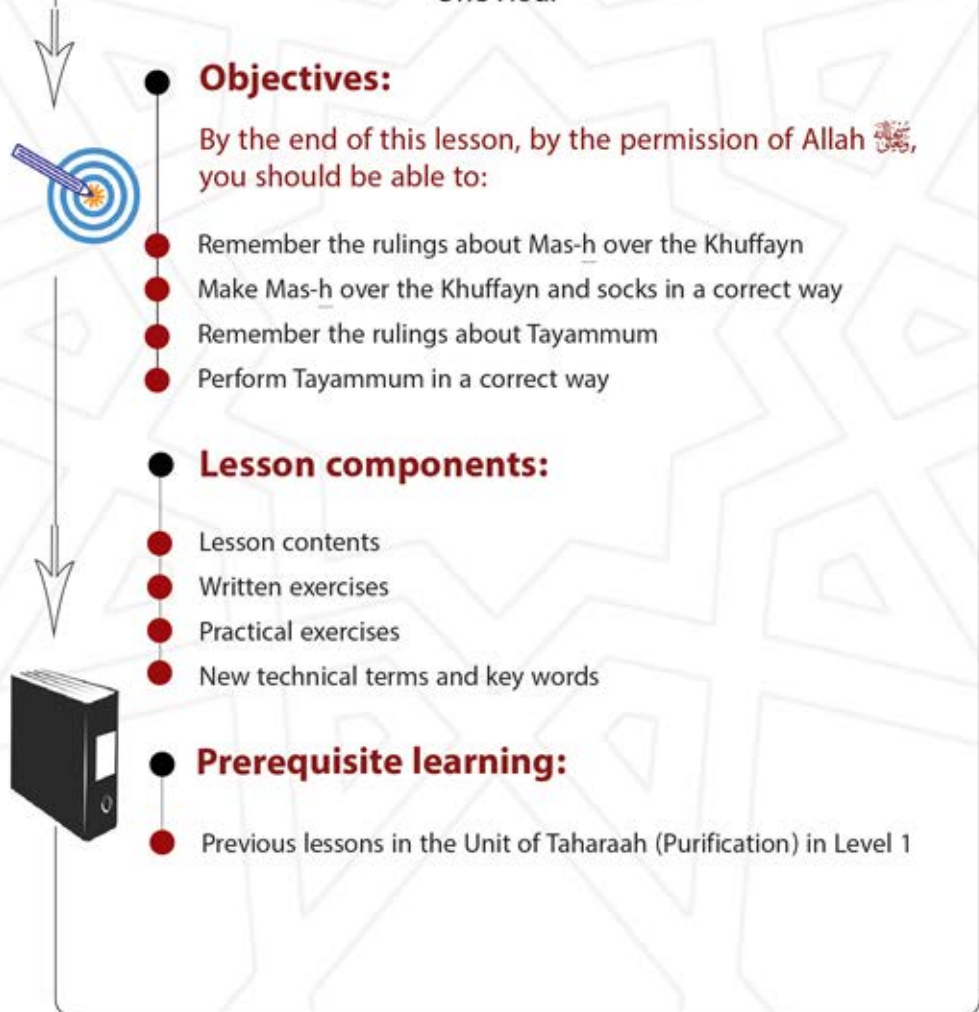 Objectives:
By the end of this lesson, by the permission of Allah ﷻ,
you should be able to:
Remember the rulings about Mas-h over the Khuffayn
Make Mas-h over the Khuffayn and socks in a correct way
Remember the rulings about Tayammum
Perform Tayammum in a correct way
Lesson components:
Lesson contents
Written exercises
Practical exercises
New technical terms and key words
Prerequisite learning:
Previous lessons in the Unit of Taharaah (Purification) in Level 1